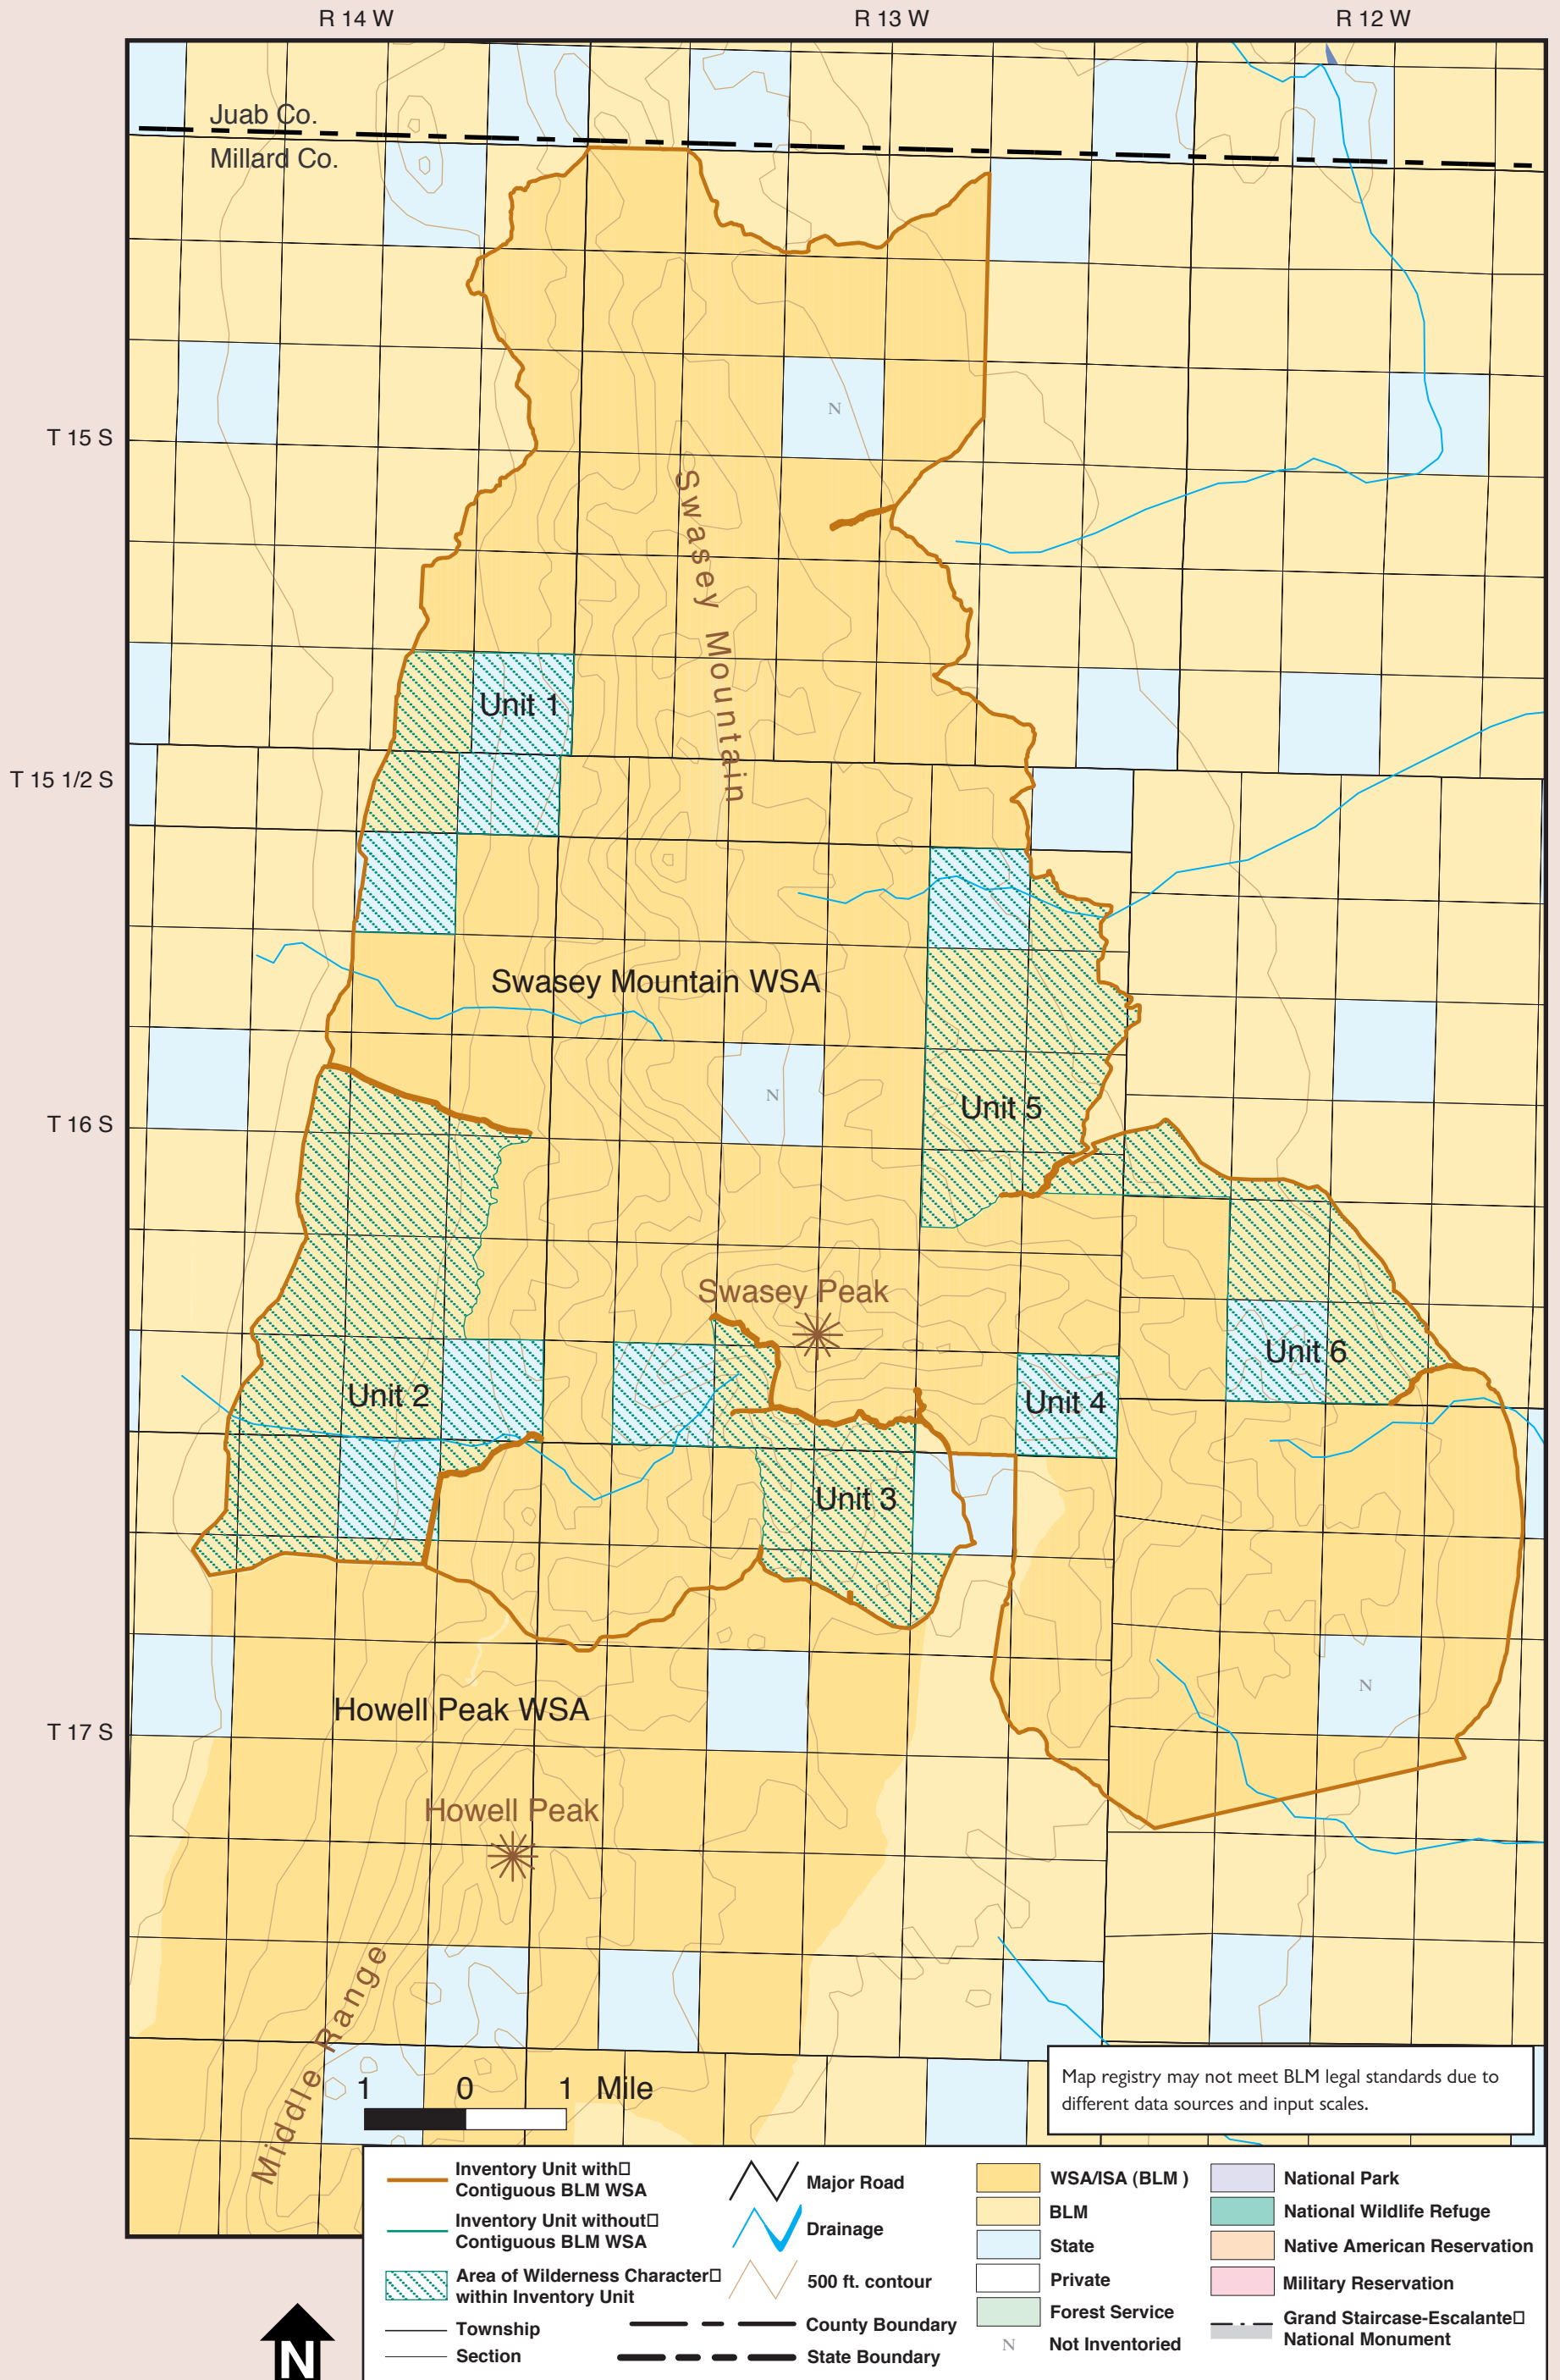 R 14 W
R 13 W
R 12 W
Juab Co.
Millard Co.
T 15 S
N
Swasey Mountain
Unit 1
T 15 1/2 S
Swasey Mountain WSA
N
Unit 5
T 16 S
Swasey Peak
Unit 6
Unit 2
Unit 4
Unit 3
N
Howell Peak WSA
T 17 S
Howell Peak
Middle Range
1 0 1 Mile
Map registry may not meet BLM legal standards due to
different data sources and input scales.
Inventory Unit with
Contiguous BLM WSA
Inventory Unit without
Contiguous BLM WSA
Area of Wilderness Character
within Inventory Unit
Township
Section
Major Road
Drainage
500 ft. contour
County Boundary
State Boundary
WSA/ISA (BLM )
BLM
State
Private
Forest Service
N Not Inventoried
National Park
National Wildlife Refuge
Native American Reservation
Military Reservation
Grand Staircase-Escalante
National Monument
N